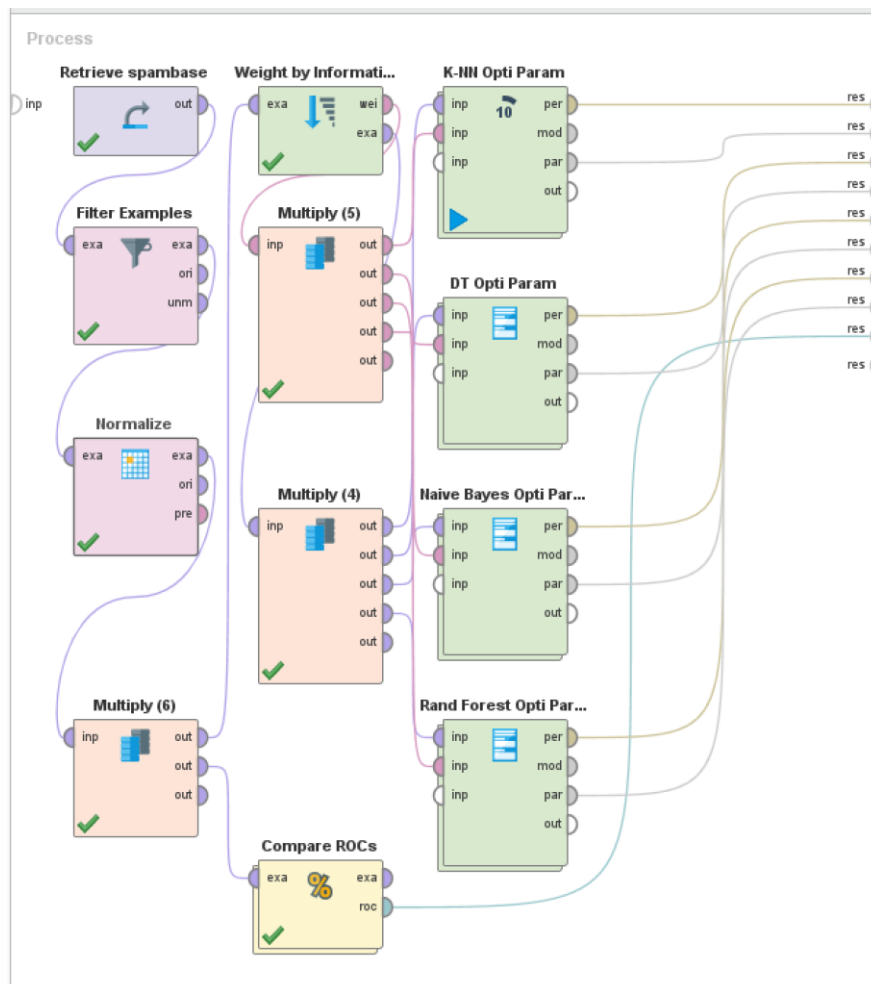 Process
inp
Retrieve spambase
out
Filter Examples
exa
exa
ori
unm
Normalize
exa
exa
ori
pre
Multiply (6)
inp
out
out
out
Weight by Informati...
exa
wei
exa
Multiply (5)
inp
out
out
out
out
out
Multiply (4)
inp
out
out
out
out
out
Compare ROCs
exa
%
exa
roc
K-NN Opti Param
inp
10
per
inp
mod
inp
par
out
DT Opti Param
inp
per
inp
mod
inp
par
out
Naive Bayes Opti Par...
inp
per
inp
mod
inp
par
out
Rand Forest Opti Par...
inp
per
inp
mod
inp
par
out
res
res
res
res
res
res
res
res
res
res